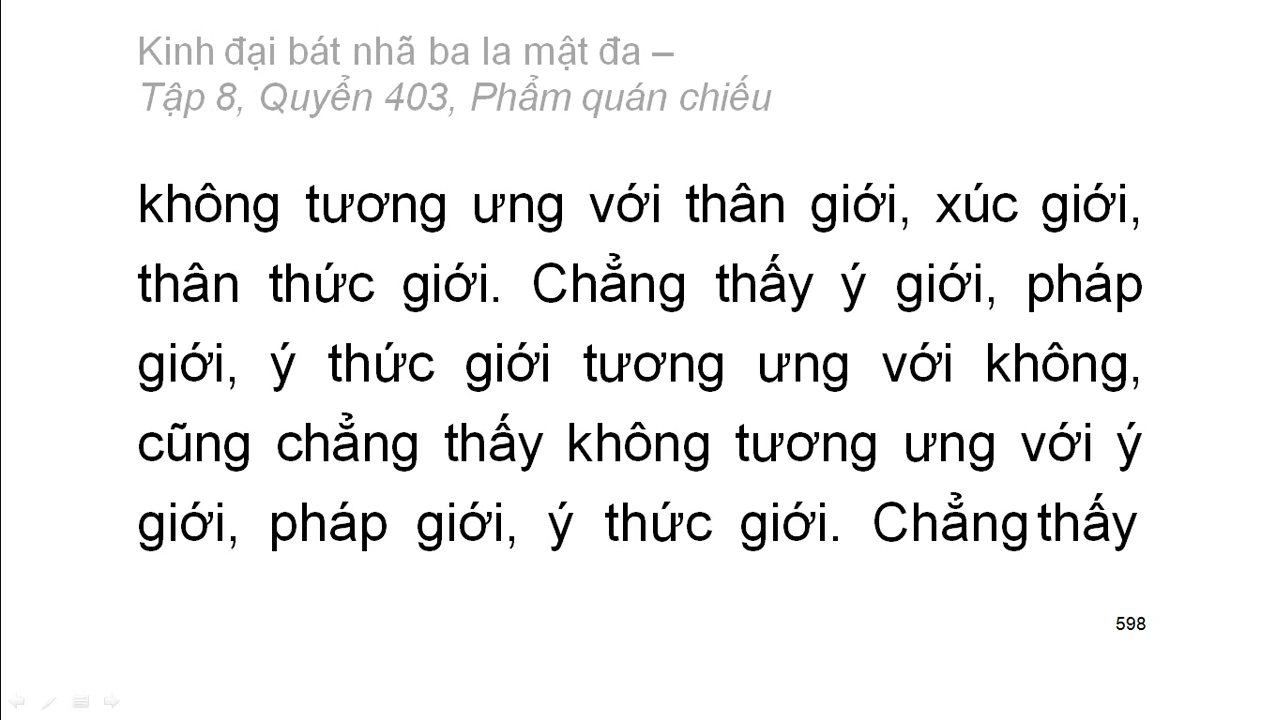 Kinh đại bát nhã ba la mật đa –
Tập 8, Quyển 403, Phẩm quán chiếu
không tương ưng với thân giới, xúc giới,
thân thức giới. Chẳng thấy ý giới, pháp
giới, ý thức giới tương ưng với không,
cũng chẳng thấy không tương ưng với ý
giới, pháp giới, ý thức giới. Chẳng thấy
598